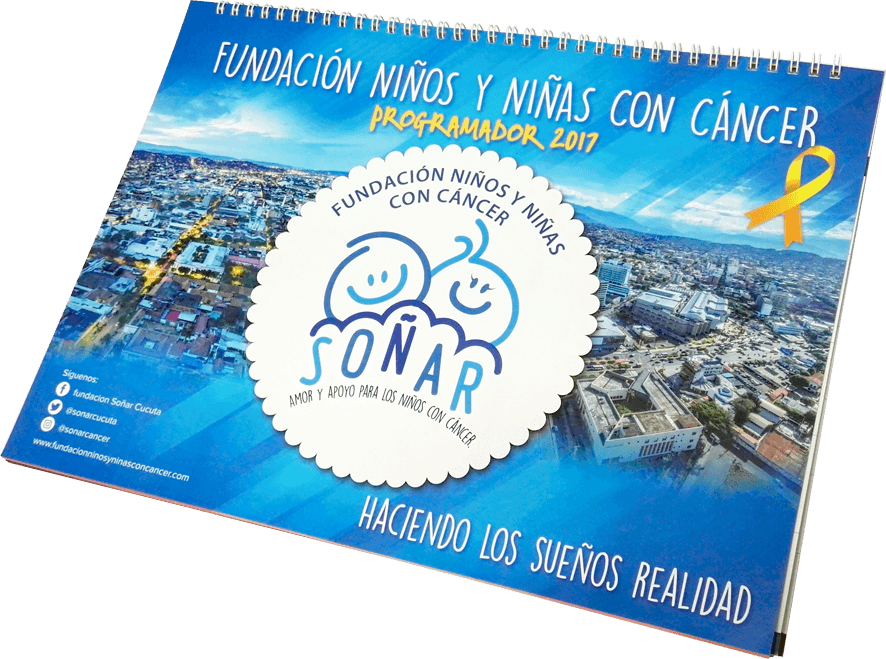 FUNDACIÓN NIÑOS Y NIÑAS CON CÁNCER
PROGRAMADOR 2017
FUNDACIÓN NIÑOS Y NIÑAS
CON CÁNCER
SOÑAR
AMOR Y APOYO PARA LOS NIÑOS CON CÁNCER.
Síguenos:
fundacion Soñar Cucuta
@sonarcucuta
@sonarcancer
www.fundacionninosyninasconcancer.com
HACIENDO LOS SUEÑOS REALIDAD